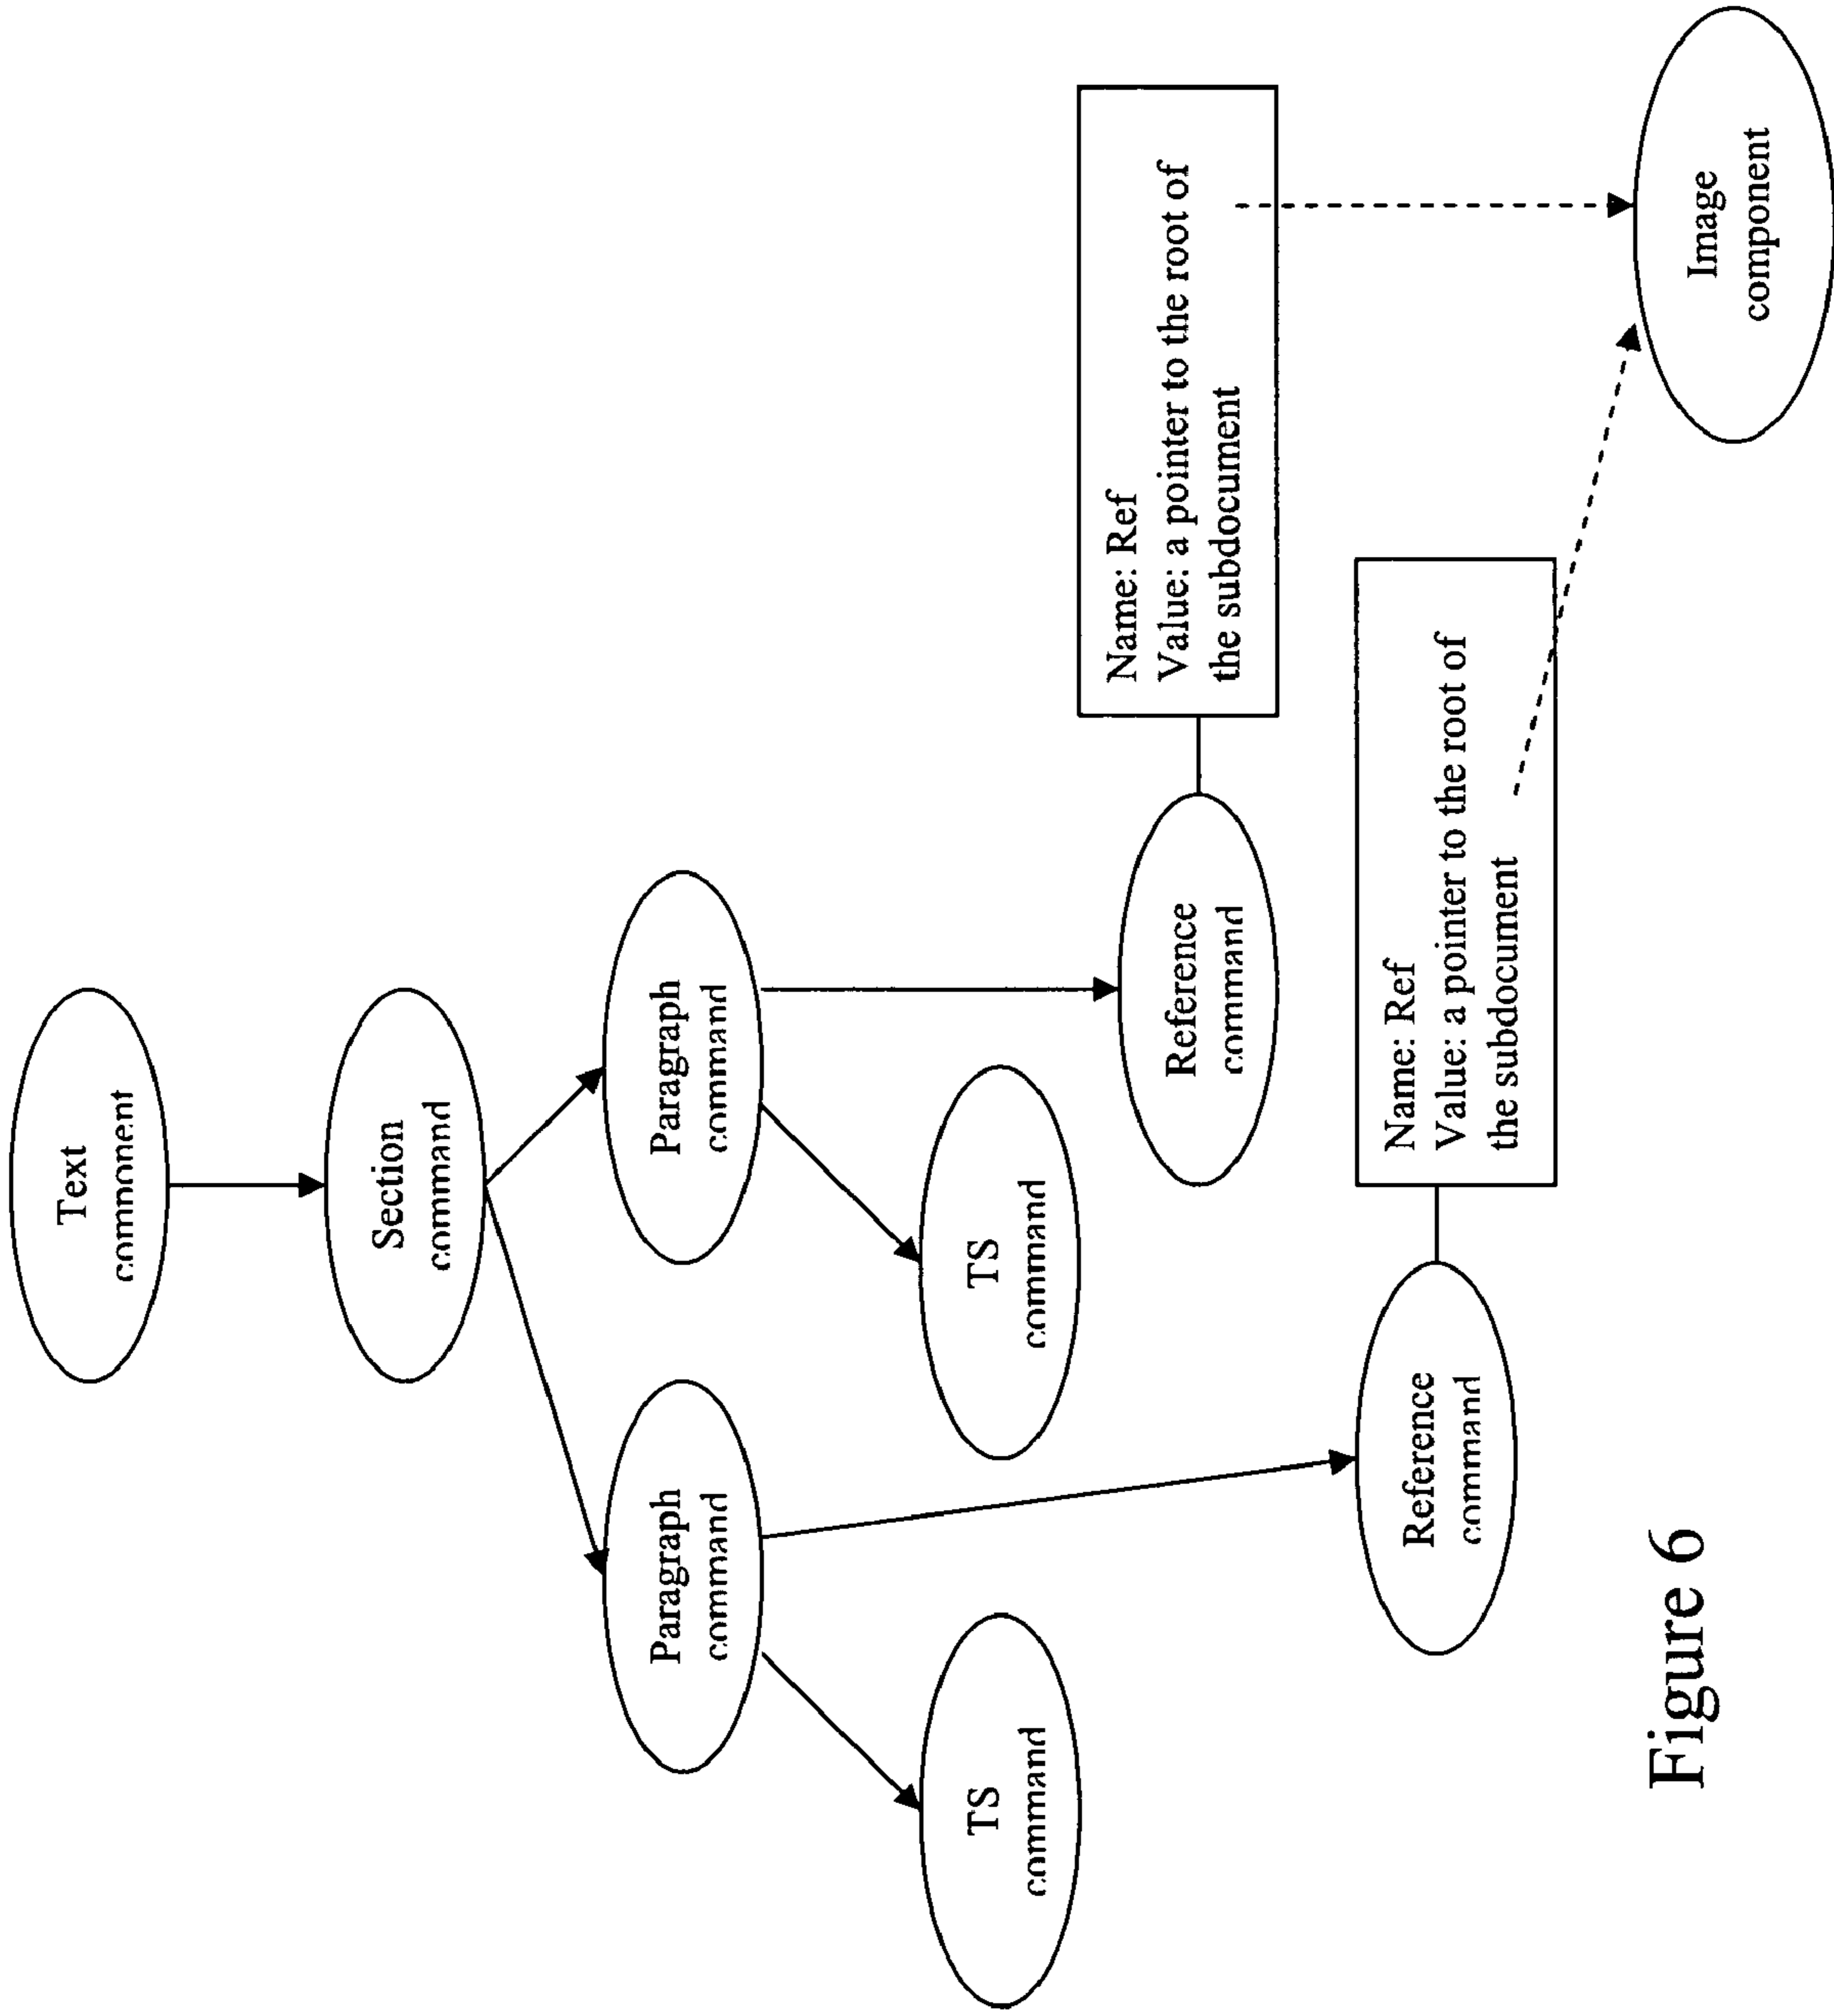 Text
component
Section
command
Paragraph
command
Paragraph
command
TS
command
TS
command
Reference
command
Name: Ref
Value: a pointer to the root of
the subdocument
Reference
command
Name: Ref
Value: a pointer to the root of
the subdocument
Image
component
Figure 6